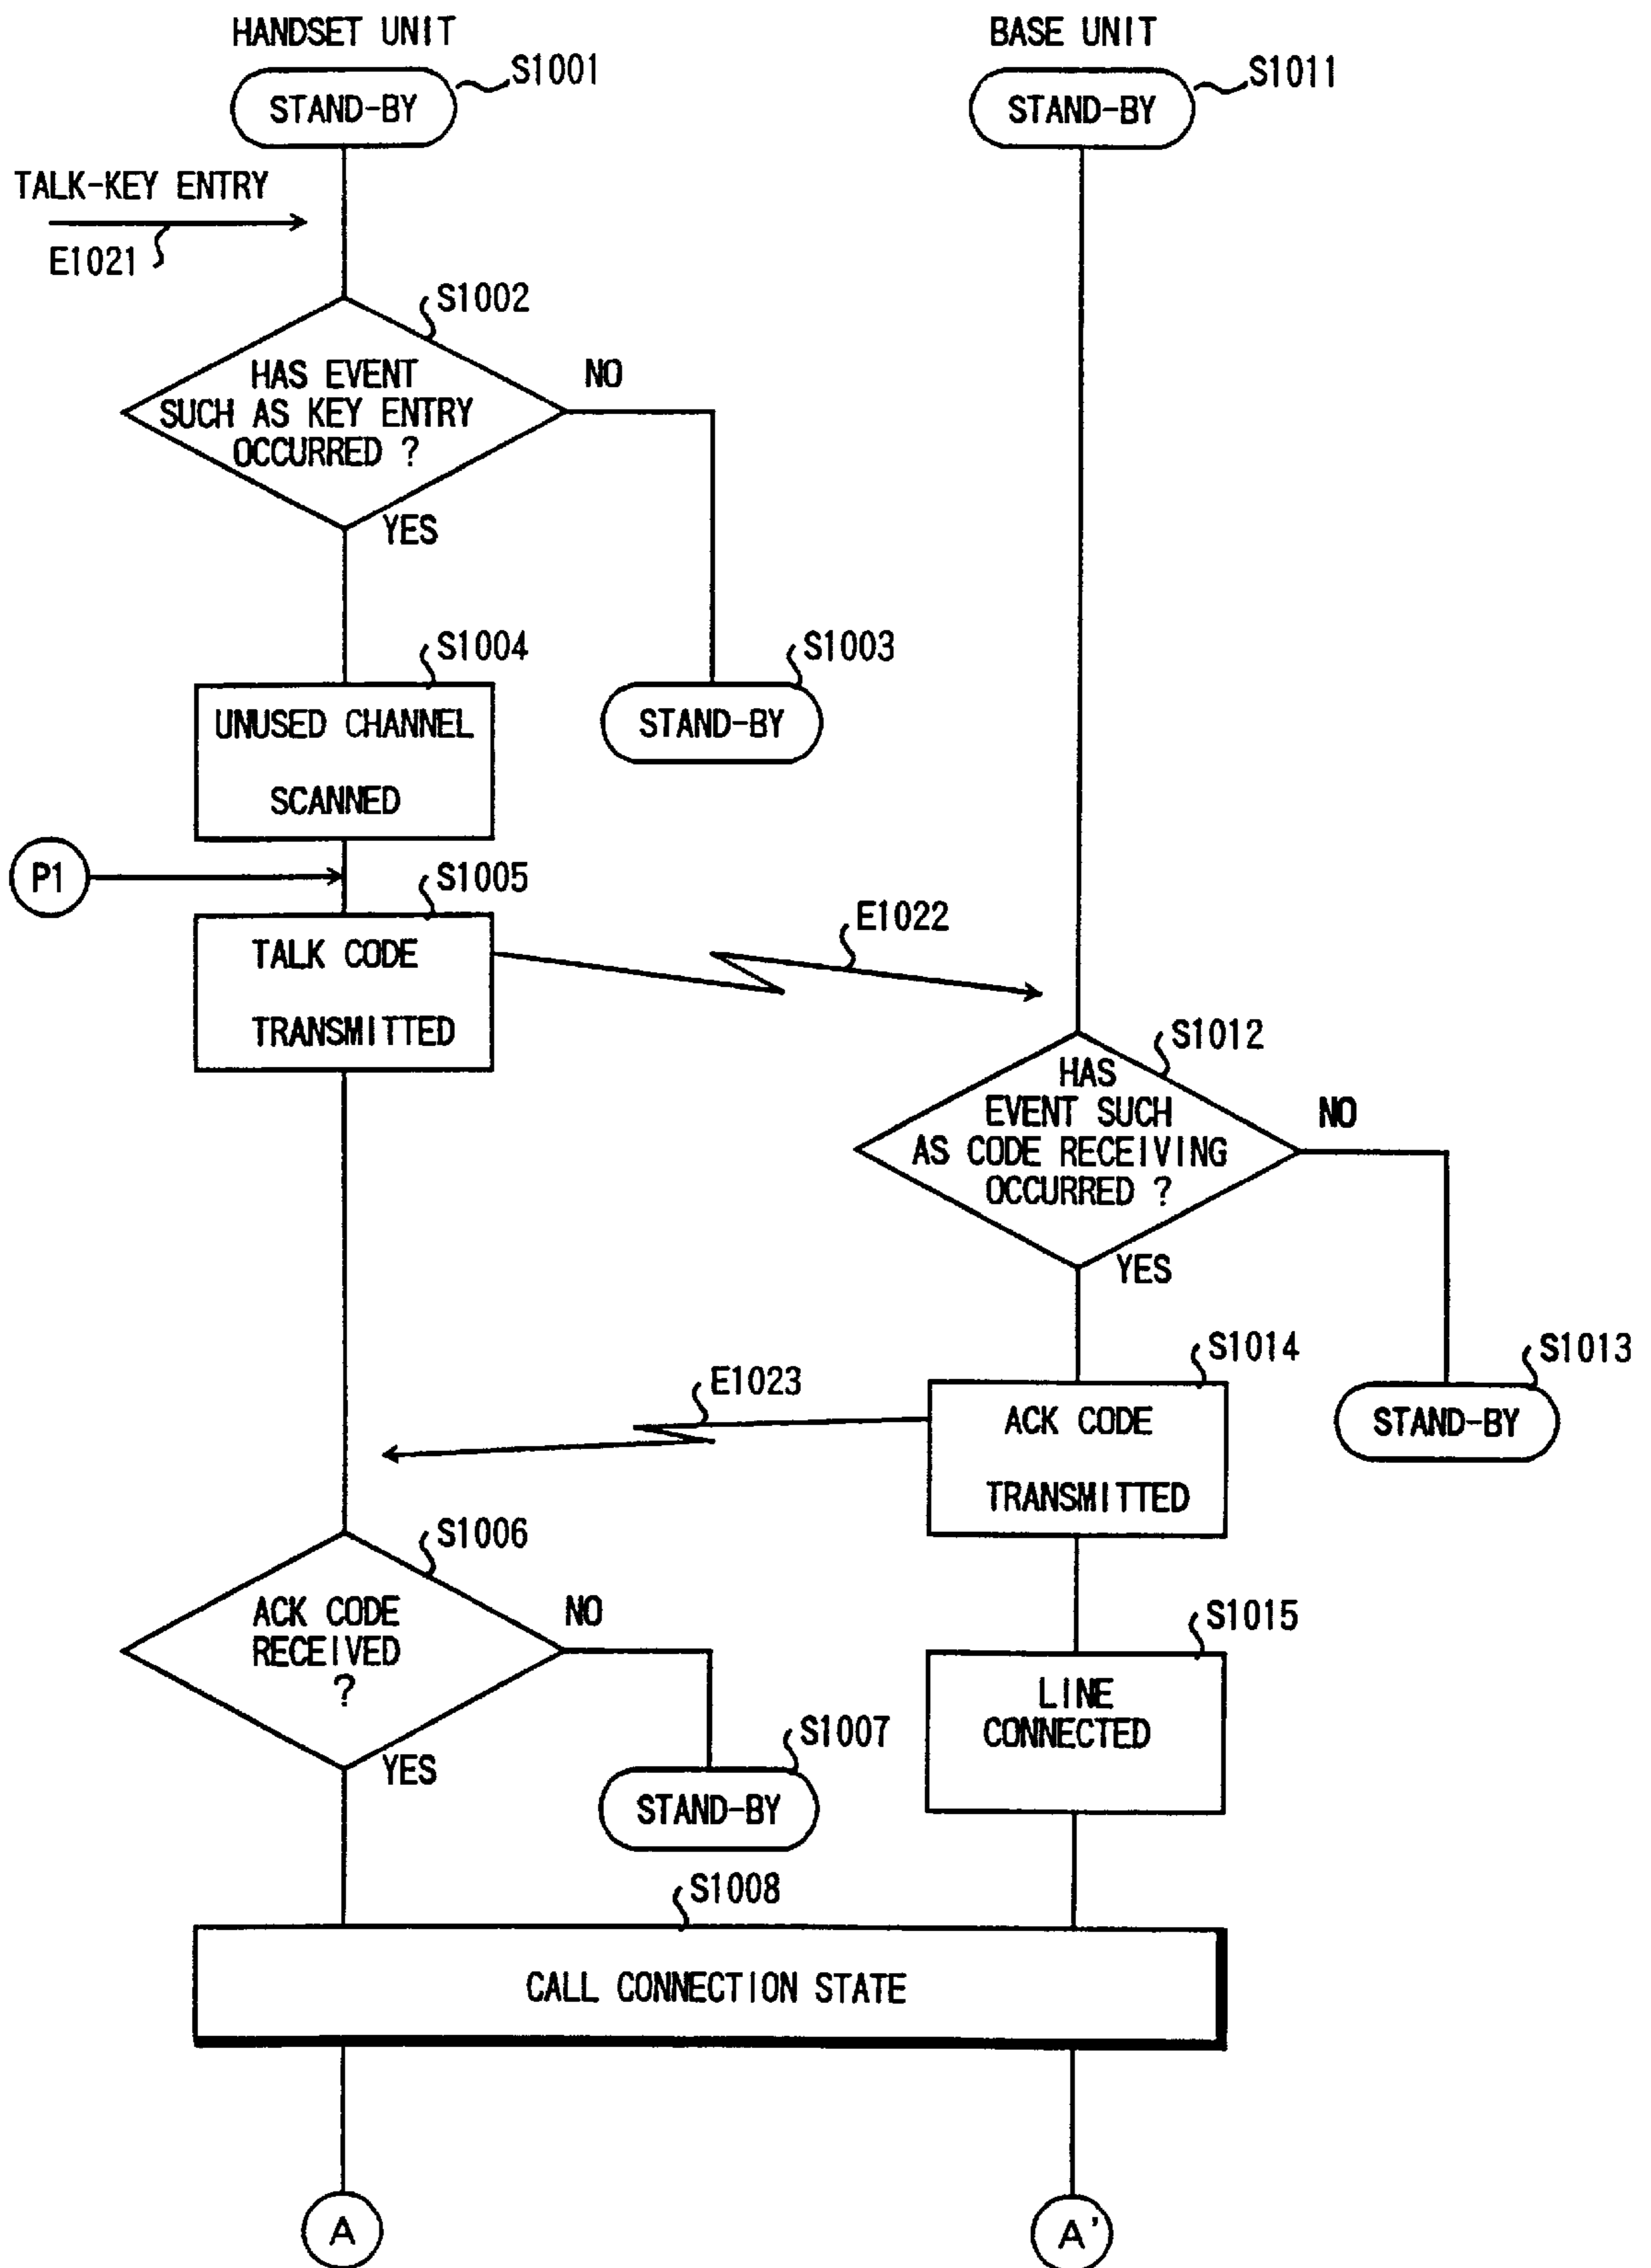 HANDSET UNIT
BASE UNIT
STAND-BY
S1001
STAND-BY
S1011
TALK-KEY ENTRY
E1021
S1002
HAS EVENT
SUCH AS KEY ENTRY
OCCURRED ?
NO
YES
S1004
S1003
UNUSED CHANNEL
SCANNED
STAND-BY
P1
S1005
E1022
TALK CODE
TRANSMITTED
S1012
HAS
EVENT SUCH
AS CODE RECEIVING
OCCURRED ?
NO
YES
S1014
S1013
E1023
ACK CODE
TRANSMITTED
STAND-BY
S1006
ACK CODE
RECEIVED
?
NO
YES
S1015
LINE
CONNECTED
S1007
STAND-BY
S1008
CALL CONNECTION STATE
A
A'